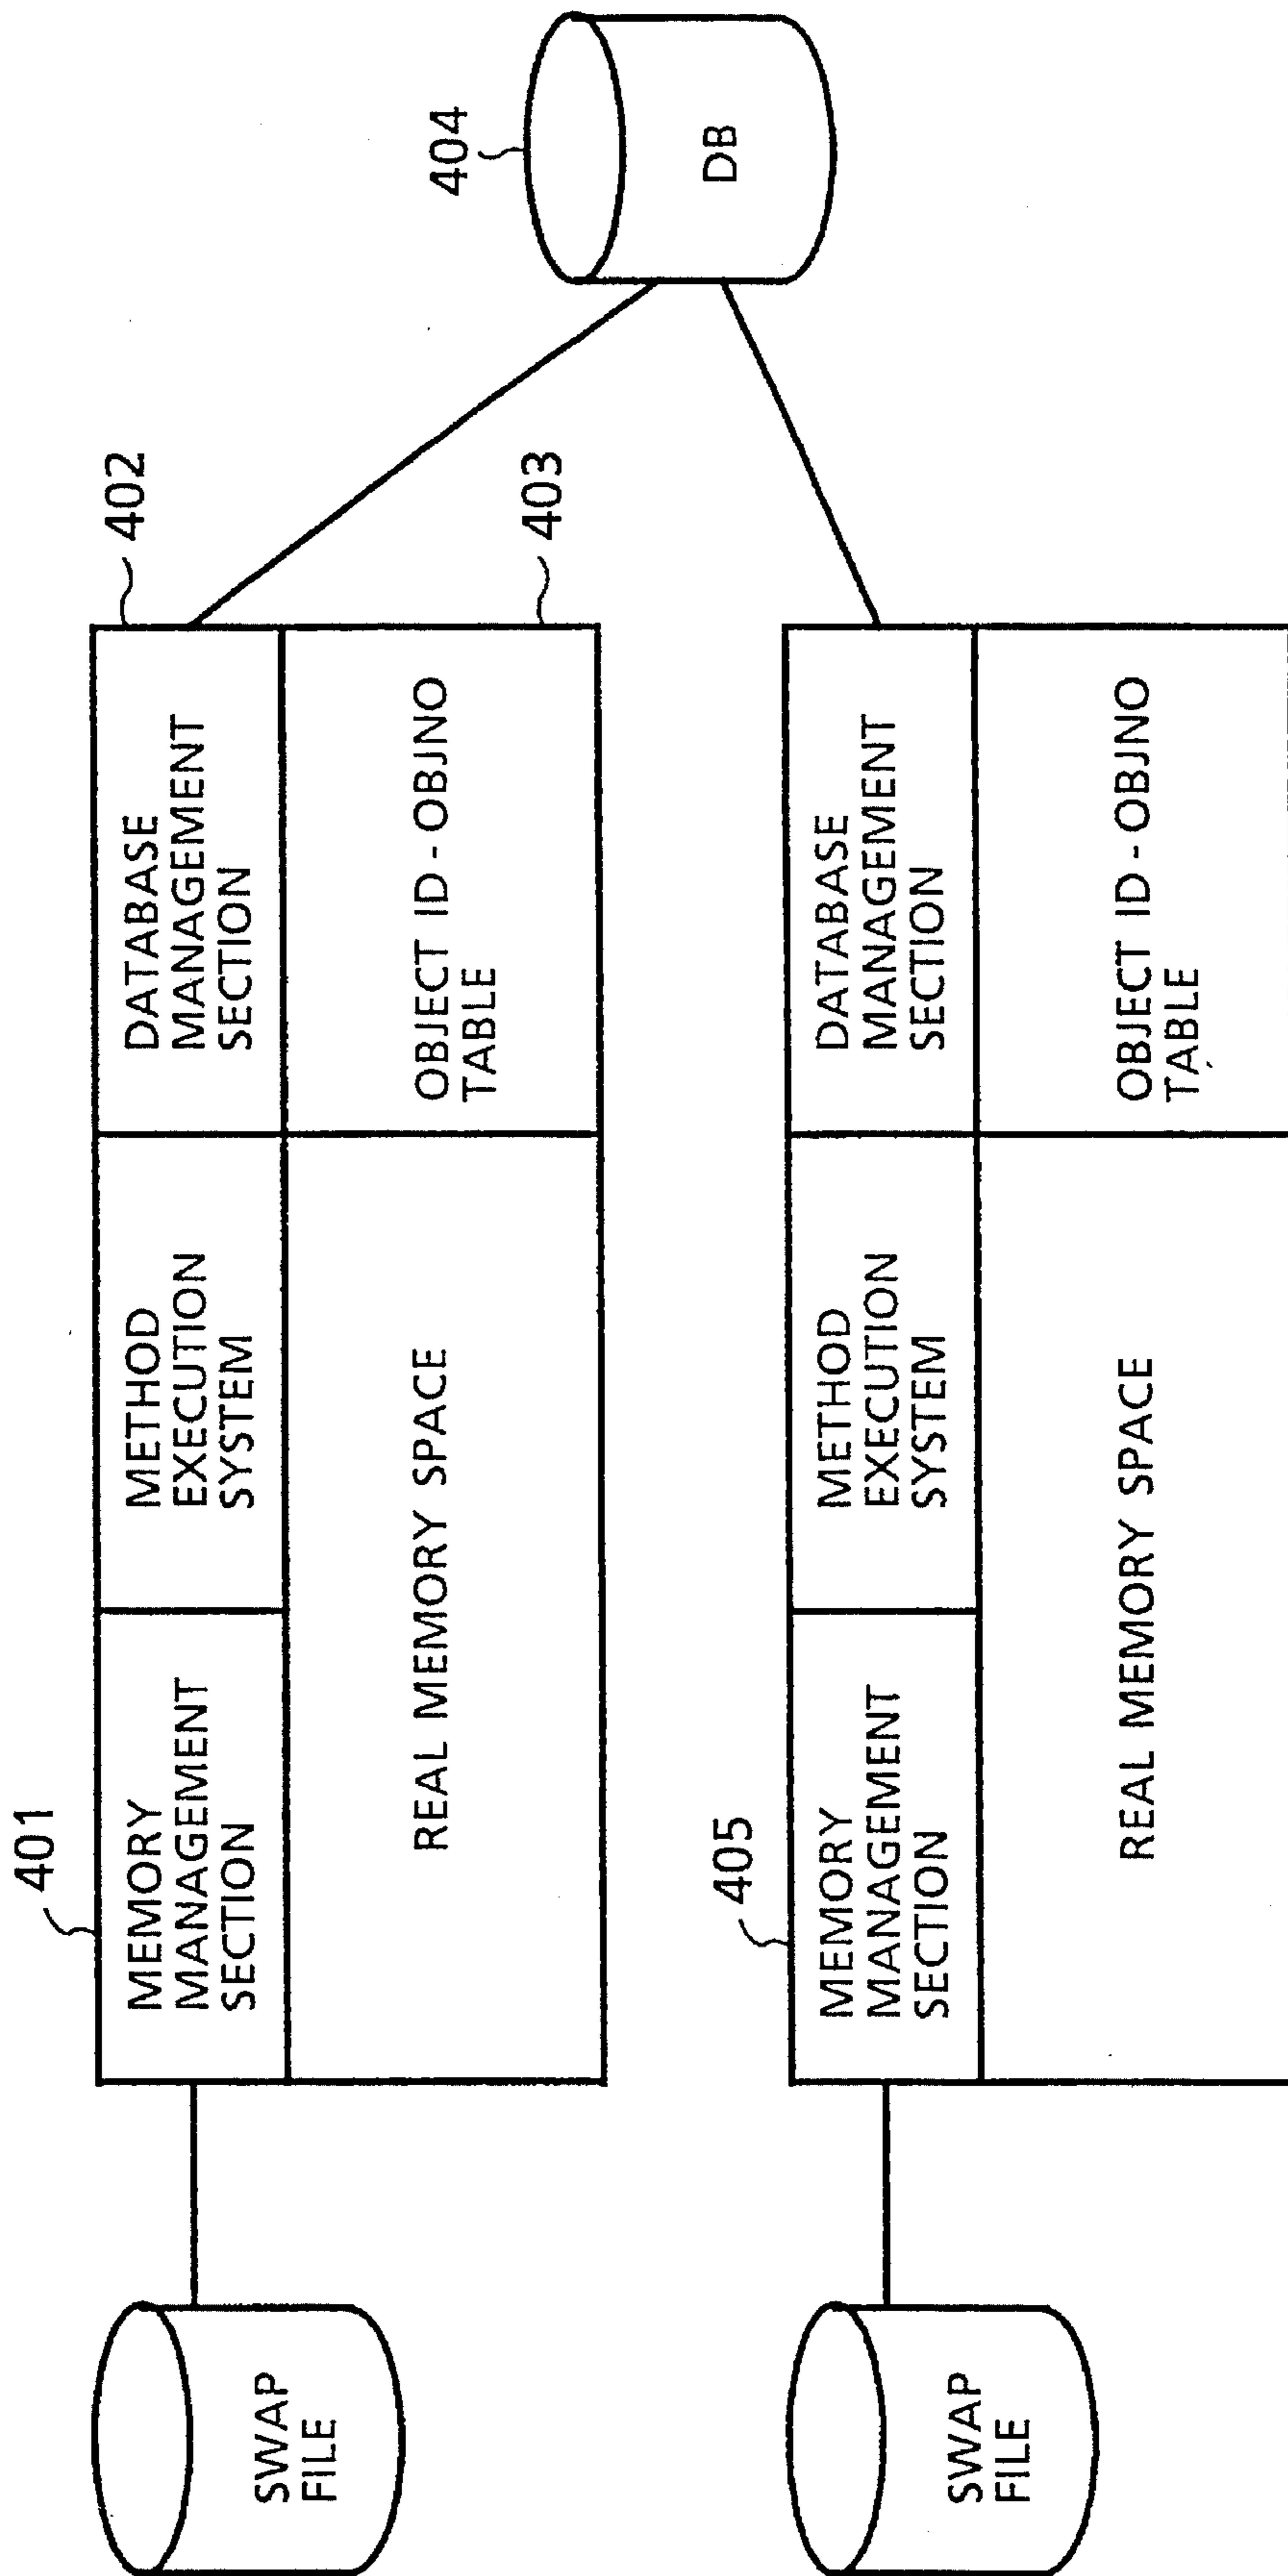 401
402
403
404
405
SWAP
FILE
MEMORY
MANAGEMENT
SECTION
METHOD
EXECUTION
SYSTEM
DATABASE
MANAGEMENT
SECTION
REAL MEMORY SPACE
OBJECT ID - OBJNO
TABLE
DB
SWAP
FILE
MEMORY
MANAGEMENT
SECTION
METHOD
EXECUTION
SYSTEM
DATABASE
MANAGEMENT
SECTION
REAL MEMORY SPACE
OBJECT ID - OBJNO
TABLE